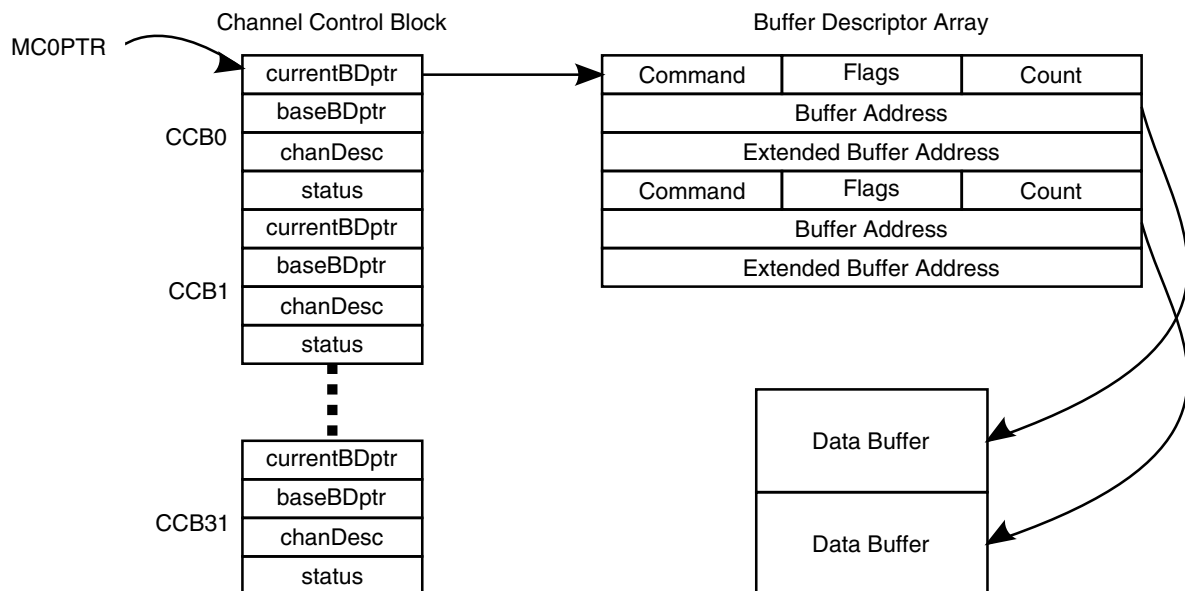 Channel Control Block
Buffer Descriptor Array
MC0PTR
currentBDptr
baseBDptr
CCB0
chanDesc
status
currentBDptr
baseBDptr
CCB1
chanDesc
status
currentBDptr
baseBDptr
CCB31
chanDesc
status
Command Flags Count
Buffer Address
Extended Buffer Address
Command Flags Count
Buffer Address
Extended Buffer Address
Data Buffer
Data Buffer